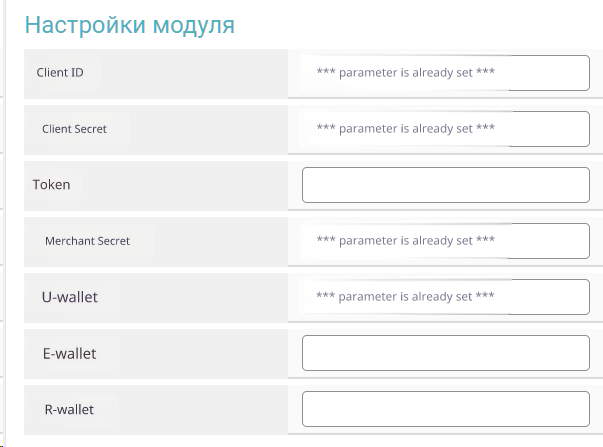 Настройки модуля
Client ID
*** parameter is already set ***
Client Secret
*** parameter is already set ***
Token
Merchant Secret
*** parameter is already set ***
U-wallet
*** parameter is already set ***
E-wallet
R-wallet